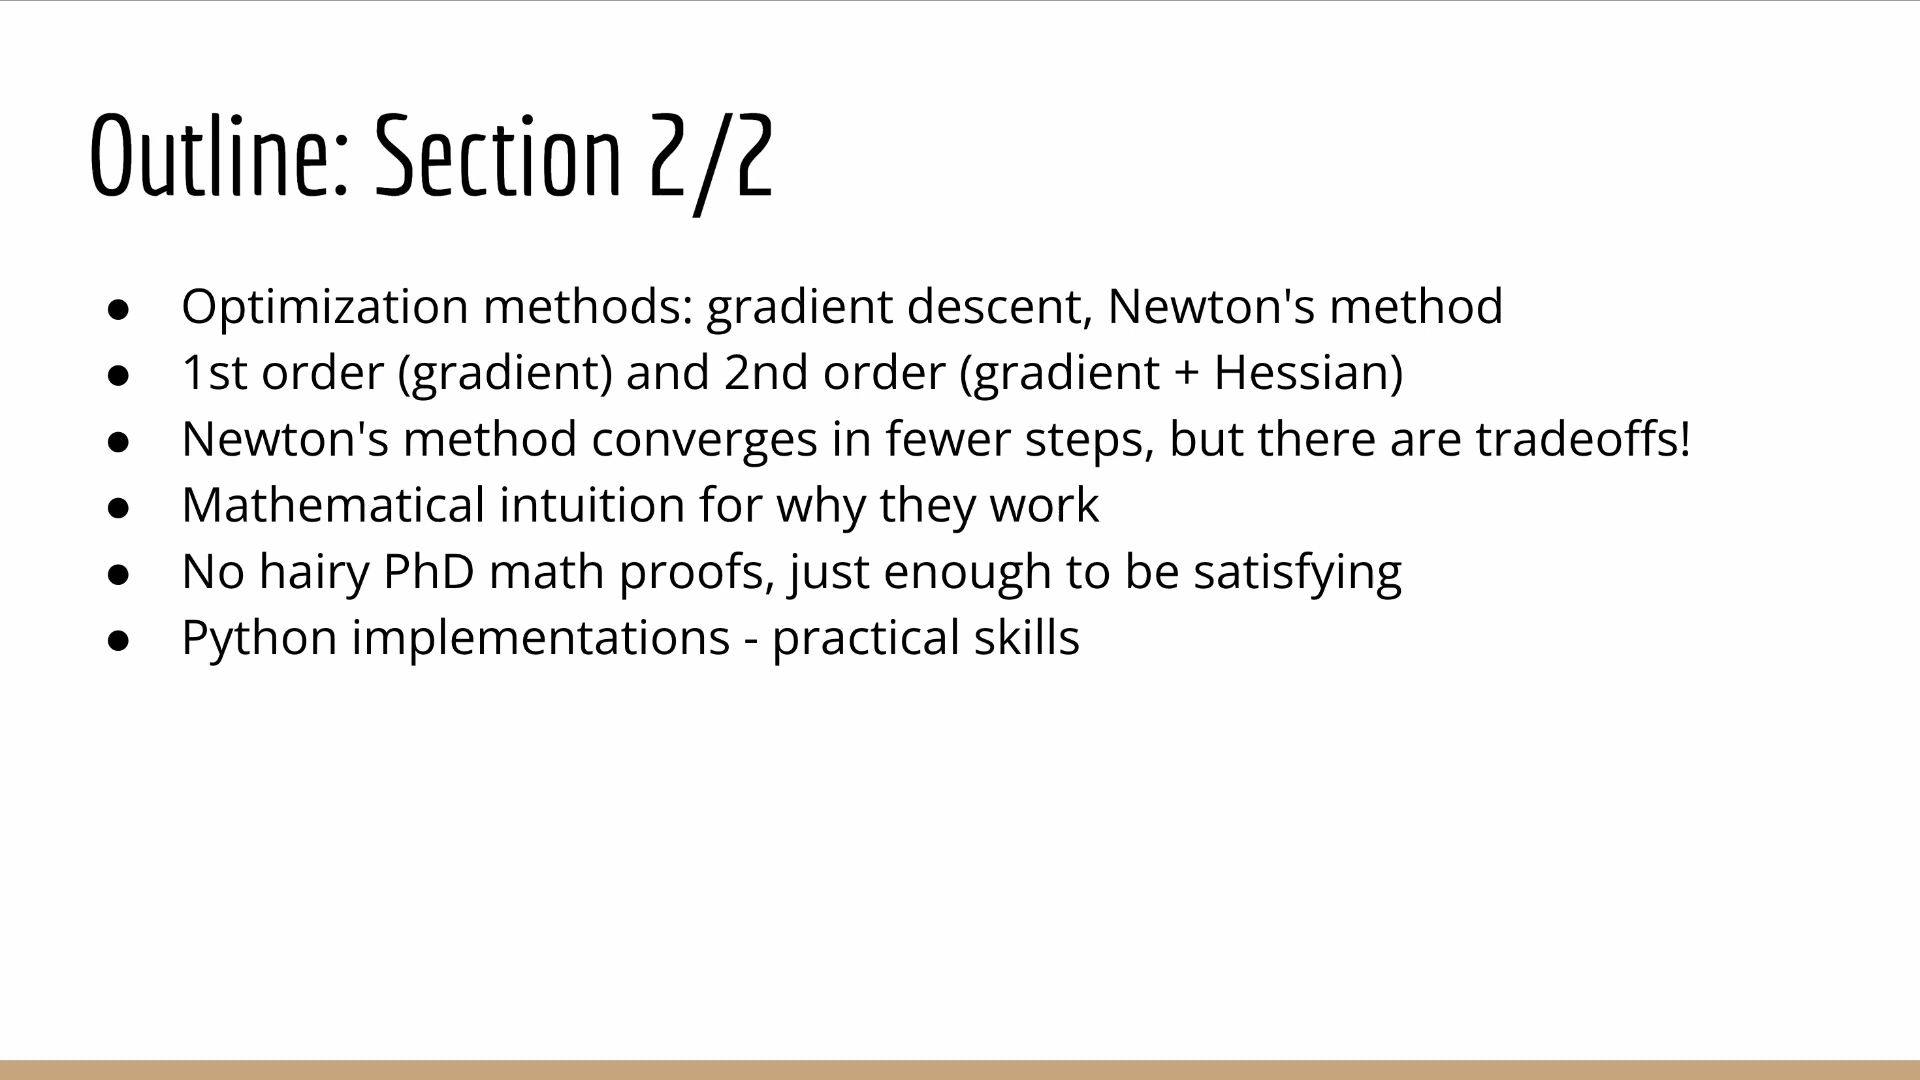 Outline: Section 2/2
● Optimization methods: gradient descent, Newton's method
● 1st order (gradient) and 2nd order (gradient + Hessian)
● Newton's method converges in fewer steps, but there are tradeoffs!
● Mathematical intuition for why they work
● No hairy PhD math proofs, just enough to be satisfying
● Python implementations - practical skills